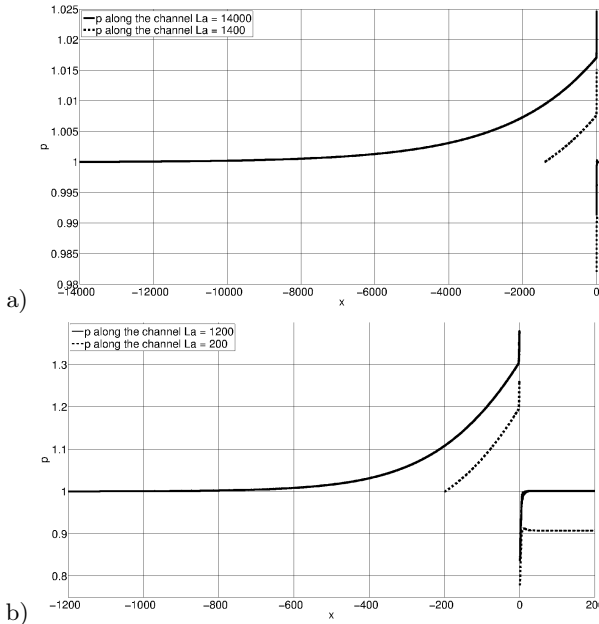 1.025
p along the channel La = 14000
p along the channel La = 1400
1.02
1.015
1.01
1.005
p
1
0.995
0.99
0.985
0.98
a)
-14000 -12000 -10000 -8000 -6000 -4000 -2000 0
x
p along the channel La = 1200
p along the channel La = 200
1.3
1.2
1.1
p
1
0.9
0.8
b)
-1200 -1000 -800 -600 -400 -200 0 20
x